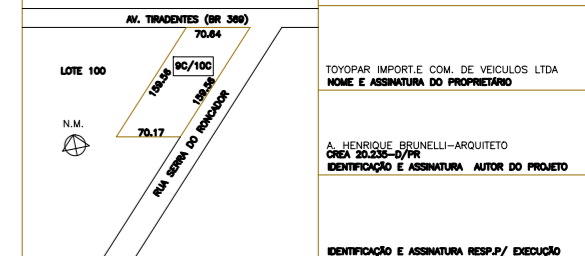 AV. TIRADENTES (BR 369)
70.64
LOTE 100
9C/10C
159.56
159.56
N.M.
70.17
RUA SERRA DO RONCADOR
TOYOPAR IMPORT.E COM. DE VEICULOS LTDA
NOME E ASSINATURA DO PROPRIETÁRIO
A. HENRIQUE BRUNELLI-ARQUITETO
CREA 20.235-D/PR
IDENTIFICAÇÃO E ASSINATURA AUTOR DO PROJETO
IDENTIFICAÇÃO E ASSINATURA RESP.P/ EXECUÇÃO